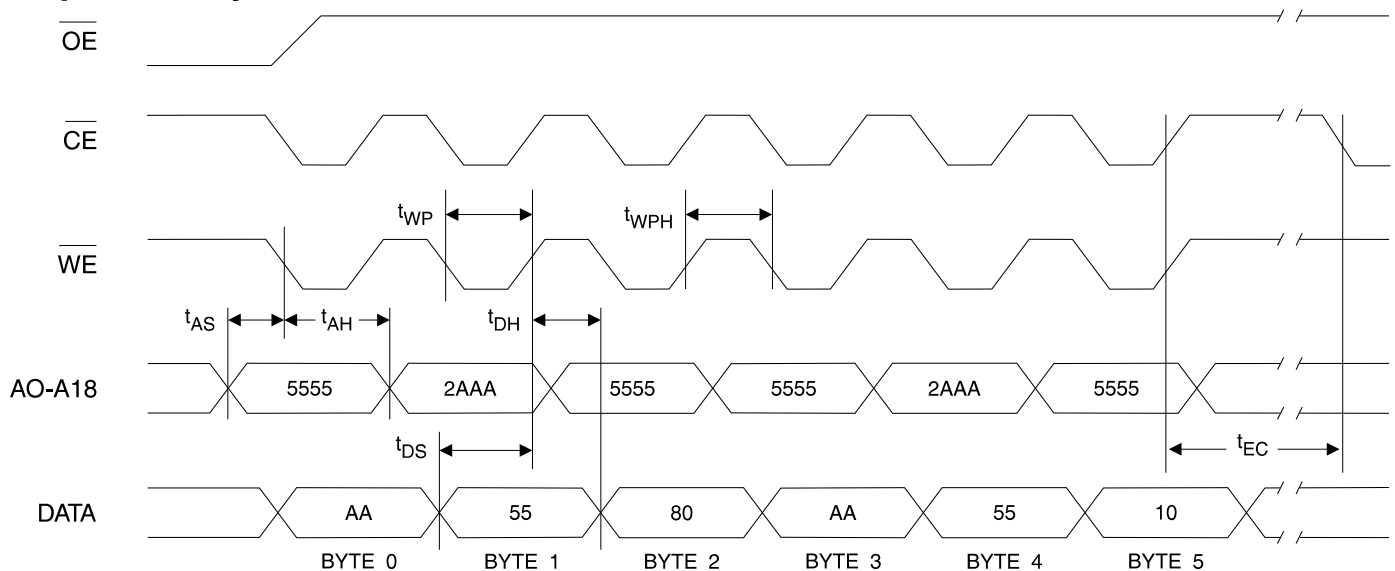 OE
CE
tWP
tWPH
WE
tAS
tAH
tDH
AO-A18
5555
2AAA
5555
5555
2AAA
5555
tDS
tEC
DATA
AA
55
80
AA
55
10
BYTE 0
BYTE 1
BYTE 2
BYTE 3
BYTE 4
BYTE 5